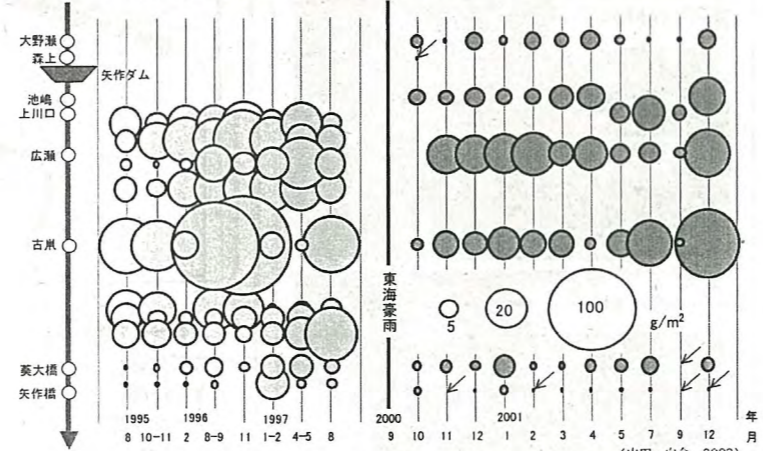 大野瀬
森上
矢作ダム
池嶋
上川口
広瀬
古巣
葵大橋
矢作橋
東海豪雨
5
20
100
g/m²
1995 1996 1997 2000 2001 年
8 10-11 2 8-9 11 1-2 4-5 8 9 10 11 12 1 2 3 4 5 7 9 12 月